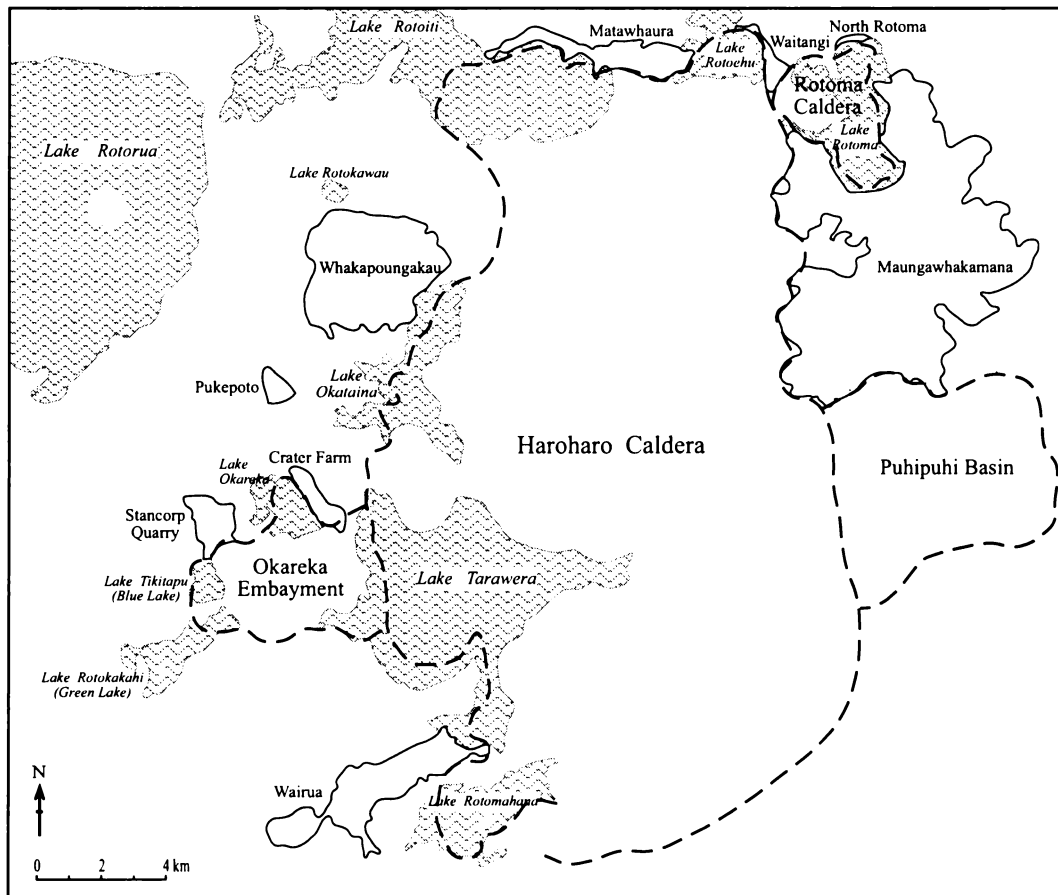 Lake Rotoiti
Matawhaura
North Rotoma
Waitangi
Lake
Rotoehu
Rotoma
Caldera
Lake
Rotoma
Lake Rotorua
Lake Rotokawau
Whakapoungakau
Maungawhakamana
Pukepoto
Lake
Okataina
Haroharo Caldera
Puhipuhi Basin
Crater Farm
Lake
Okareka
Stancorp
Quarry
Okareka
Embayment
Lake Tarawera
Lake Tikitapu
(Blue Lake)
Lake Rotokakahi
(Green Lake)
Wairua
Lake Rotomahana
N
0 2 4 km